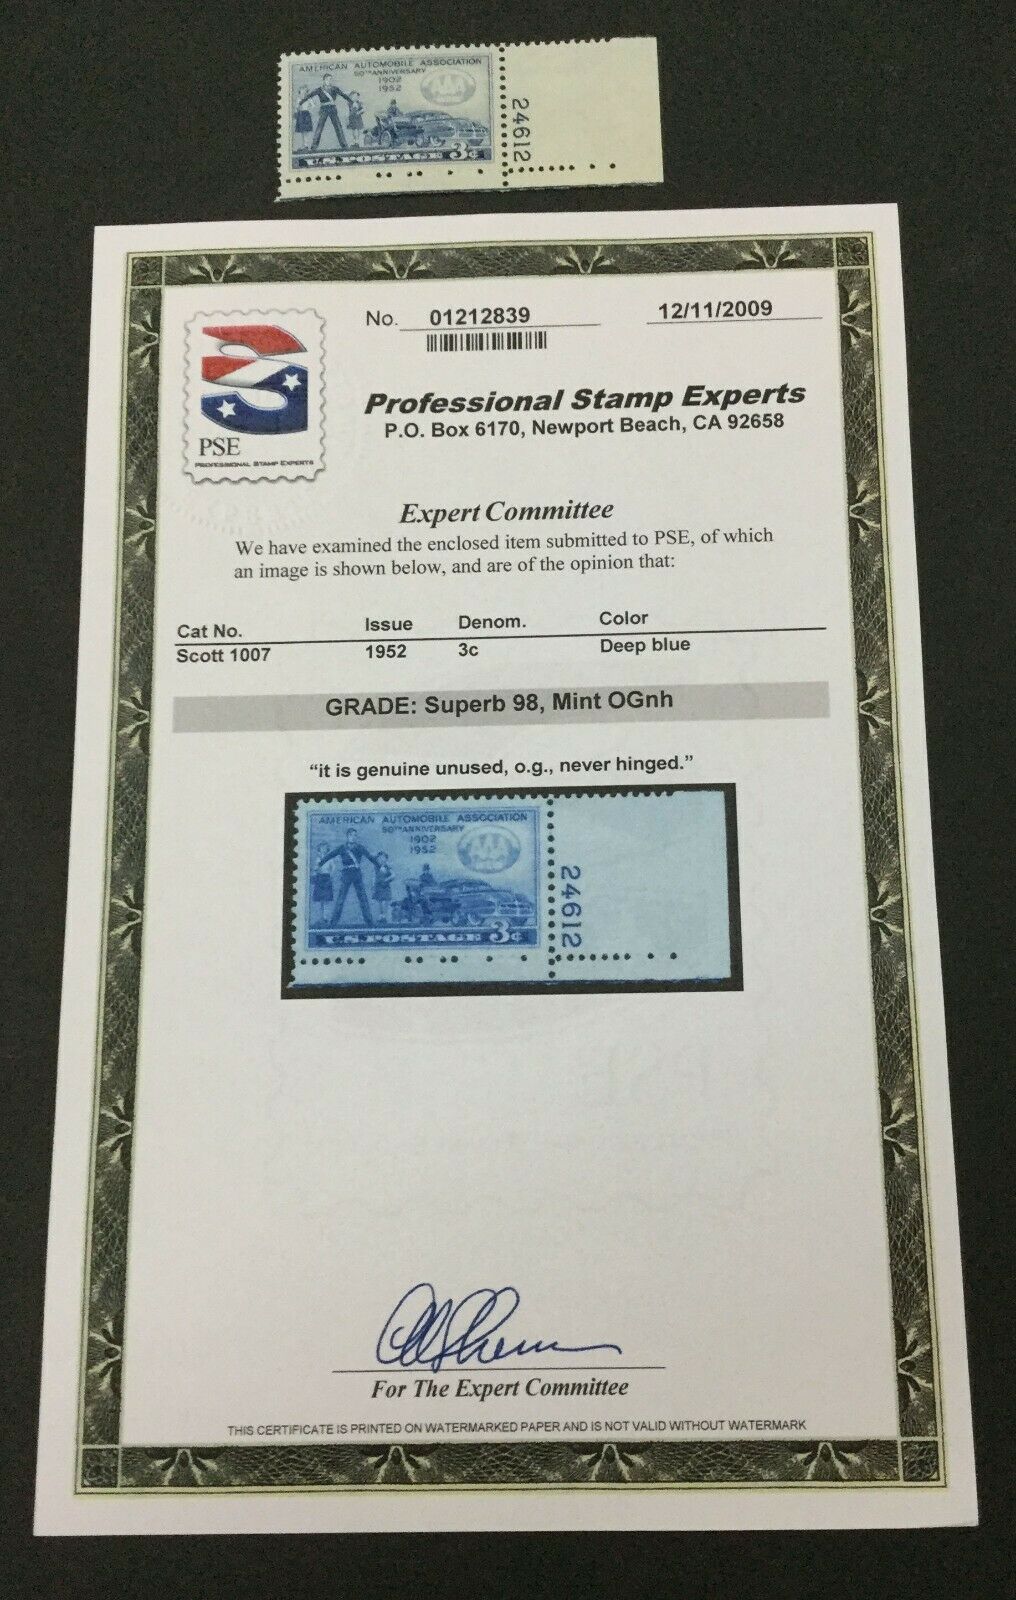 AMERICAN AUTOMOBILE ASSOCIATION
50TH ANNIVERSARY
1902
1952
AAA
U.S. POSTAGE 3¢
24612
No. 01212839 12/11/2009
PSE
PROFESSIONAL STAMP EXPERTS
Professional Stamp Experts
P.O. Box 6170, Newport Beach, CA 92658
Expert Committee
We have examined the enclosed item submitted to PSE, of which
an image is shown below, and are of the opinion that:
Cat No. Issue Denom. Color
Scott 1007 1952 3c Deep blue
GRADE: Superb 98, Mint OGnh
“it is genuine unused, o.g., never hinged.”
AMERICAN AUTOMOBILE ASSOCIATION
50TH ANNIVERSARY
1902
1952
AAA
U.S. POSTAGE 3¢
24612
For The Expert Committee
THIS CERTIFICATE IS PRINTED ON WATERMARKED PAPER AND IS NOT VALID WITHOUT WATERMARK